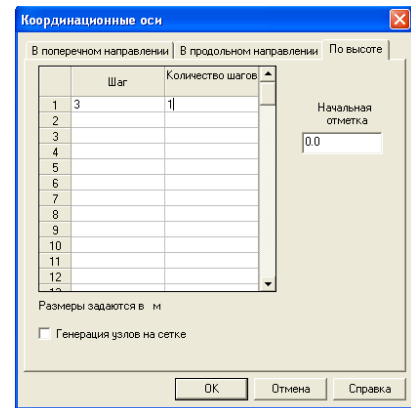 Координационные оси
В поперечном направлении В продольном направлении По высоте
Шаг Количество шагов
1 3 1
2
3
4
5
6
7
8
9
10
11
12
Начальная
отметка
0.0
Размеры задаются в м
Генерация узлов на сетке
OK Отмена Справка